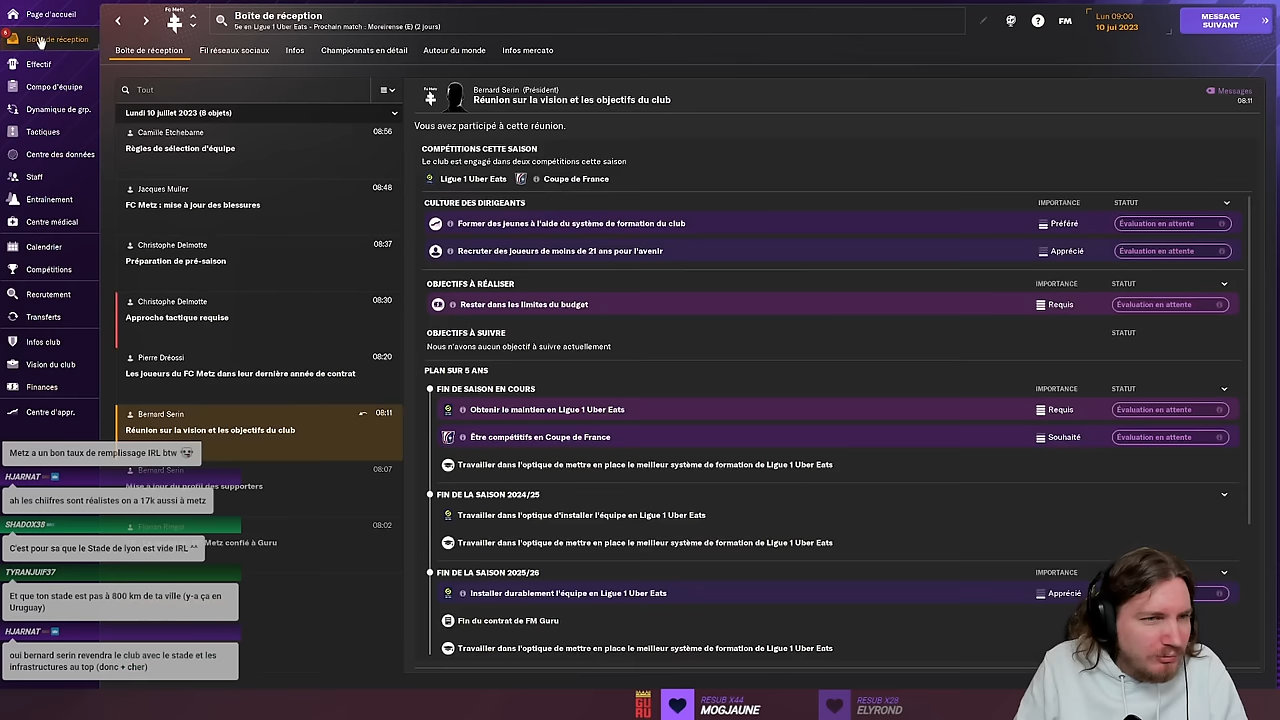 Page d'accueil
6
Boîte de réception
Effectif
Compo d'équipe
Dynamique de grp.
Tactiques
Centre des données
Staff
Entraînement
Centre médical
Calendrier
Compétitions
Recrutement
Transferts
Infos club
Vision du club
Finances
Centre d'appr.
Fc Metz
Boîte de réception
5e en Ligue 1 Uber Eats - Prochain match : Moreirense (E) (2 jours)
FM
Lun 09:00
10 jui 2023
MESSAGE SUIVANT
Boîte de réception
Fil réseaux sociaux
Infos
Championnats en détail
Autour du monde
Infos mercato
Tout
Lundi 10 juillet 2023 (8 objets)
Camille Etchebarne 08:56
Règles de sélection d'équipe
Jacques Muller 08:48
FC Metz : mise à jour des blessures
Christophe Delmotte 08:37
Préparation de pré-saison
Christophe Delmotte 08:30
Approche tactique requise
Pierre Dréossi 08:20
Les joueurs du FC Metz dans leur dernière année de contrat
Bernard Serin 08:11
Réunion sur la vision et les objectifs du club
Bernard Serin 08:07
Mise à jour du profil des supporters
08:02
Metz confié à Guru
Fc Metz
Bernard Serin (Président)
Réunion sur la vision et les objectifs du club
Messages
08:11
Vous avez participé à cette réunion.
COMPÉTITIONS CETTE SAISON
Le club est engagé dans deux compétitions cette saison
Ligue 1 Uber Eats Coupe de France
CULTURE DES DIRIGEANTS IMPORTANCE STATUT
Former des jeunes à l'aide du système de formation du club Préféré Évaluation en attente
Recruter des joueurs de moins de 21 ans pour l'avenir Apprécié Évaluation en attente
OBJECTIFS À RÉALISER IMPORTANCE STATUT
Rester dans les limites du budget Requis Évaluation en attente
OBJECTIFS À SUIVRE STATUT
Nous n'avons aucun objectif à suivre actuellement
PLAN SUR 5 ANS
FIN DE SAISON EN COURS IMPORTANCE STATUT
Obtenir le maintien en Ligue 1 Uber Eats Requis Évaluation en attente
Être compétitifs en Coupe de France Souhaité Évaluation en attente
Travailler dans l'optique de mettre en place le meilleur système de formation de Ligue 1 Uber Eats
FIN DE LA SAISON 2024/25
Travailler dans l'optique d'installer l'équipe en Ligue 1 Uber Eats
Travailler dans l'optique de mettre en place le meilleur système de formation de Ligue 1 Uber Eats
FIN DE LA SAISON 2025/26 IMPORTANCE
Installer durablement l'équipe en Ligue 1 Uber Eats Apprécié
Fin du contrat de FM Guru
Travailler dans l'optique de mettre en place le meilleur système de formation de Ligue 1 Uber Eats
Metz a un bon taux de remplissage IRL btw
HJARNAT
ah les chiifres sont réalistes on a 17k aussi à metz
SHADOX38
C'est pour sa que le Stade de lyon est vide IRL ^^
TYRANJUIF37
Et que ton stade est pas à 800 km de ta ville (y-a ça en
Uruguay)
HJARNAT
oui bernard serin revendra le club avec le stade et les
infrastructures au top (donc + cher)
GURU
RESUB X44
MOGJAUNE
RESUB X28
ELYROND